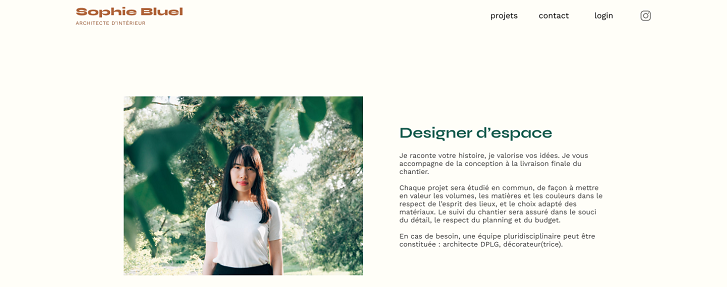 Sophie Bluel
ARCHITECTE D'INTÉRIEUR
projets contact login
Designer d'espace
Je raconte votre histoire, je valorise vos idées. Je vous
accompagne de la conception à la livraison finale du
chantier.
Chaque projet sera étudié en commun, de façon à mettre
en valeur les volumes, les matières et les couleurs dans le
respect de l'esprit des lieux, et le choix adapté des
matériaux. Le suivi du chantier sera assuré dans le souci
du détail, le respect du planning et du budget.
En cas de besoin, une équipe pluridisciplinaire peut être
constituée : architecte DPLG, décorateur(trice).